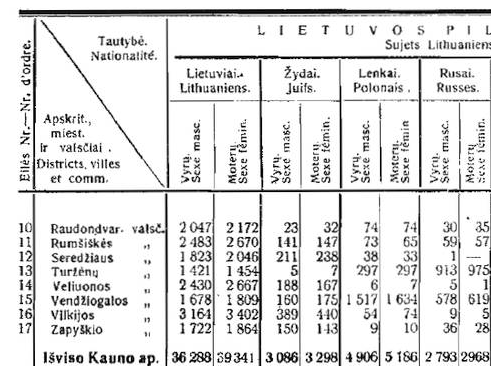 LIETUVOS PIL
Sujets Lithuaniens
Eilės Nr.—Nr. d'ordre.
Tautybė.
Nationalité.
Apskrit.,
miest.
ir valsčiai.
Districts, villes
et comm.
Lietuviai.
Lithuaniens.
Žydai.
Juifs.
Lenkai.
Polonais.
Rusai.
Russes.
Vyrų. Sexe masc.
Moterų. Sexe fémin.
Vyrų. Sexe masc.
Moterų. Sexe fémin.
Vyrų. Sexe masc.
Moterų. Sexe fémin
Vyrų. Sexe masc.
Moterų. Sexe fémin.
10 Raudondvar. valsč. 2 047 2 172 23 32 74 74 30 35
11 Rumšiškės „ 2 483 2 670 141 147 73 65 59 57
12 Seredžiaus „ 1 823 2 046 211 238 38 33 1 —
13 Turžėnų „ 1 421 1 454 5 7 297 297 913 975
14 Veliuonos „ 2 430 2 667 188 167 6 7 5 1
15 Vendžiogalos „ 1 678 1 809 160 175 1 517 1 634 578 619
16 Vilkijos „ 3 164 3 402 389 440 54 74 9 5
17 Zapyškio „ 1 722 1 864 150 143 9 10 36 28
Išviso Kauno ap. 36 288 39 341 3 086 3 298 4 906 5 186 2 793 2968